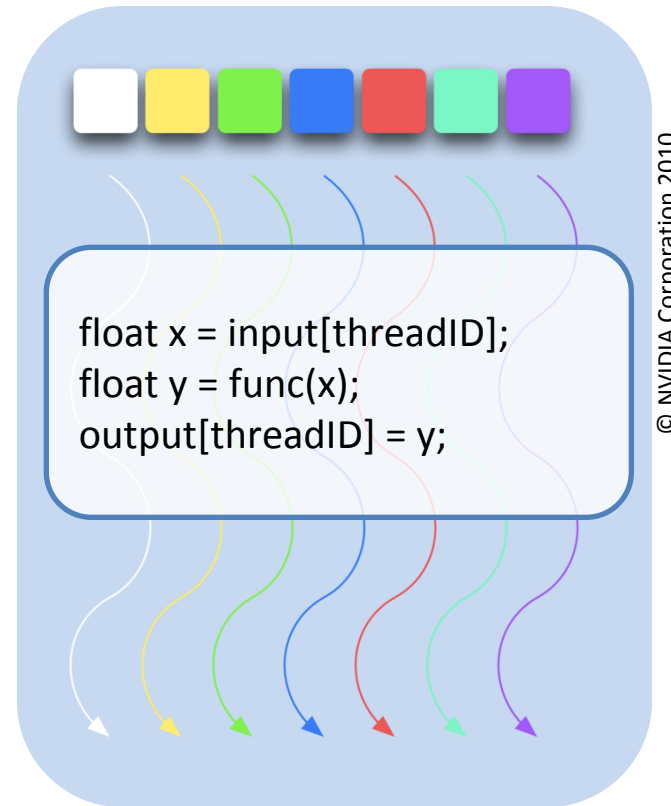 float x = input[threadID];
float y = func(x);
output[threadID] = y;
© NVIDIA Corporation 2010